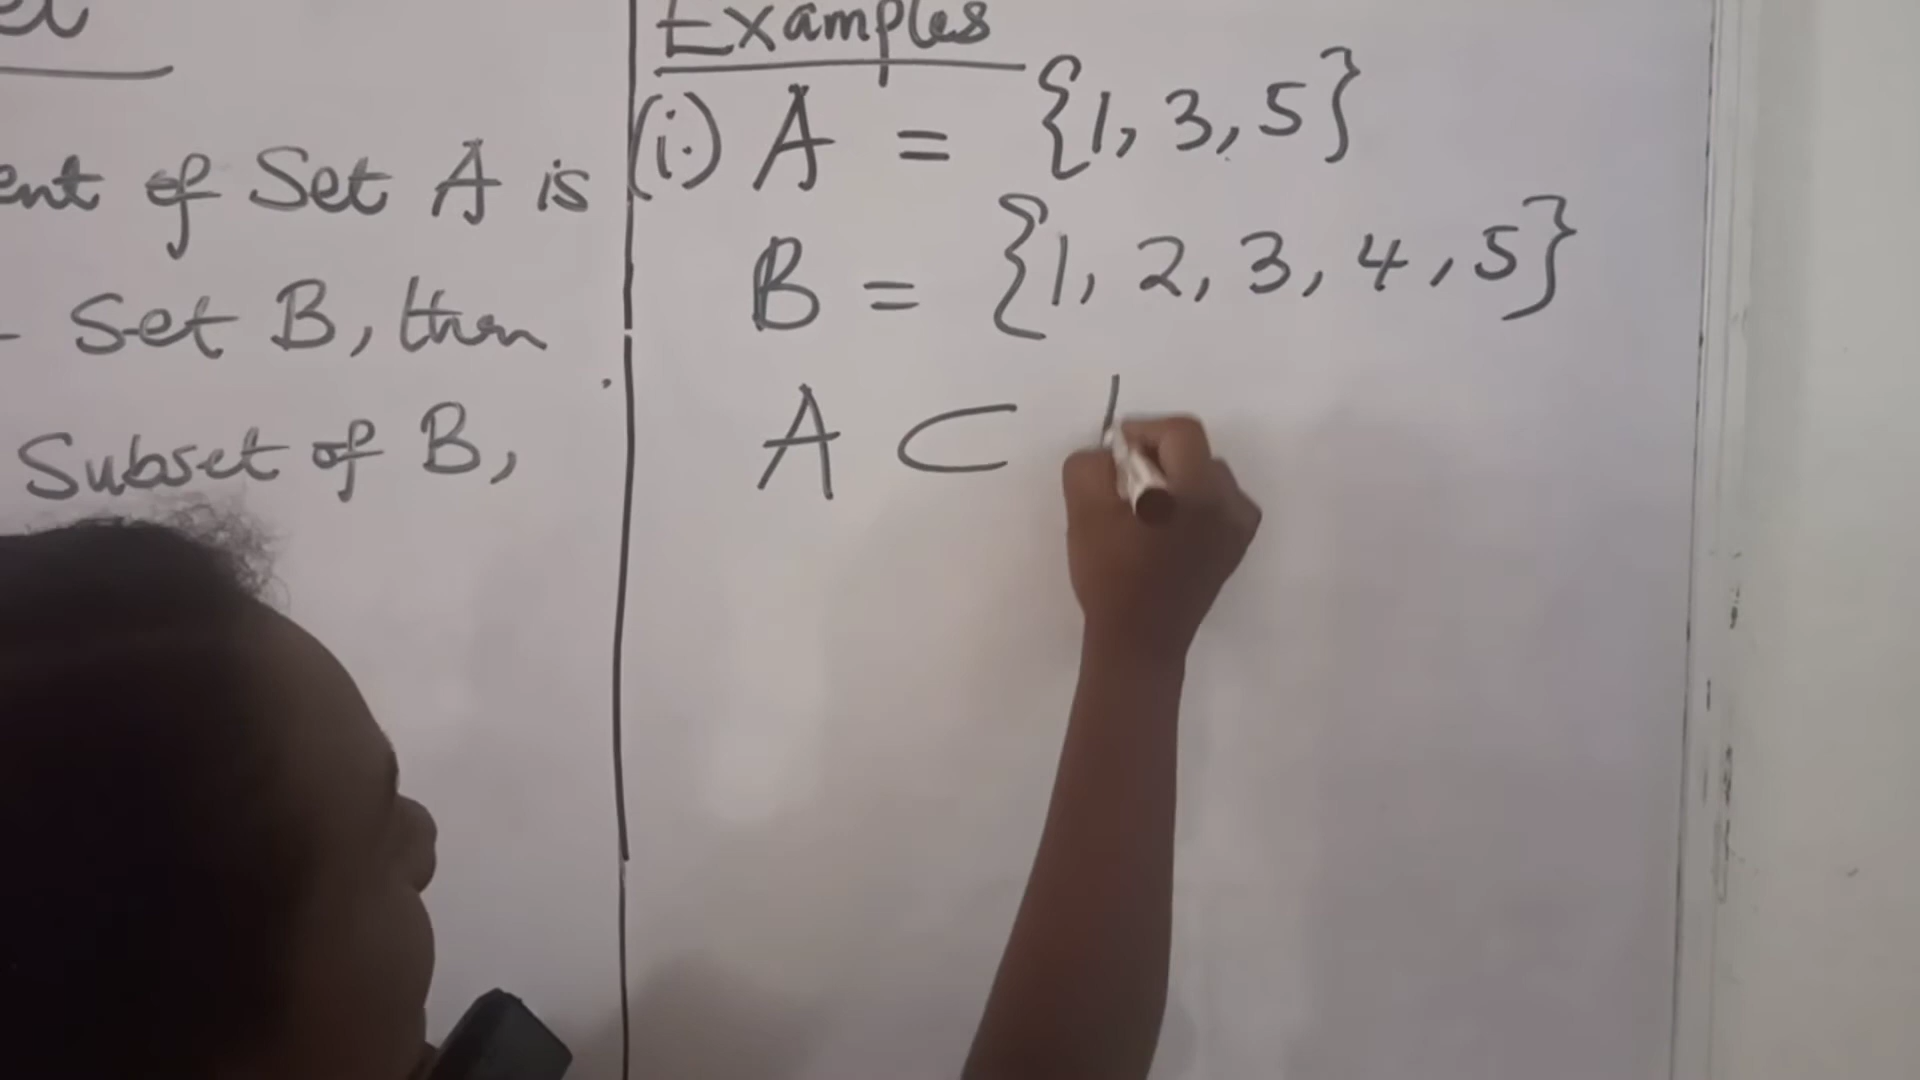 ent of Set A is
- Set B, then
Subset of B,
Examples
(i.) A = {1, 3, 5}
B = {1, 2, 3, 4, 5}
A ⊂